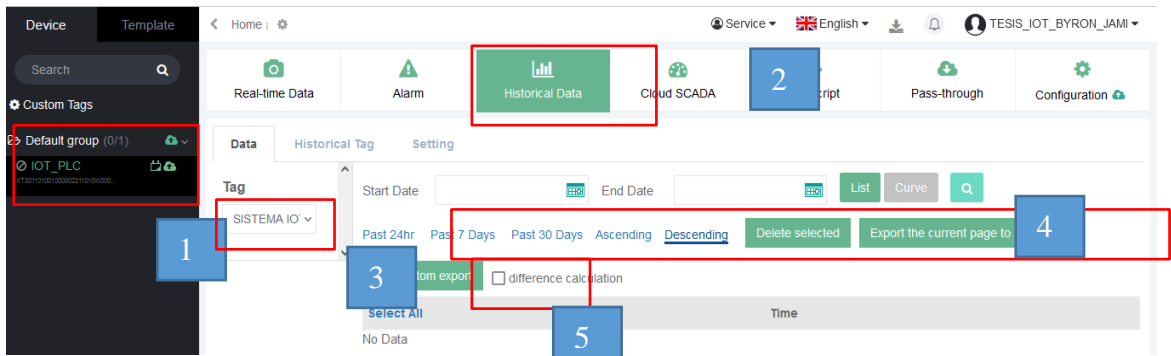 Device Template Home Service English TESIS_IOT_BYRON_JAMI
Search
Custom Tags
Real-time Data Alarm Historical Data Cloud SCADA 2 cript Pass-through Configuration
Default group (0/1)
IOT_PLC
Data Historical Tag Setting
Tag
Start Date End Date List Curve
SISTEMA IO
1
Past 24hr Past 7 Days Past 30 Days Ascending Descending Delete selected Export the current page to 4
3 tom export difference calculation
5
Select All Time
No Data